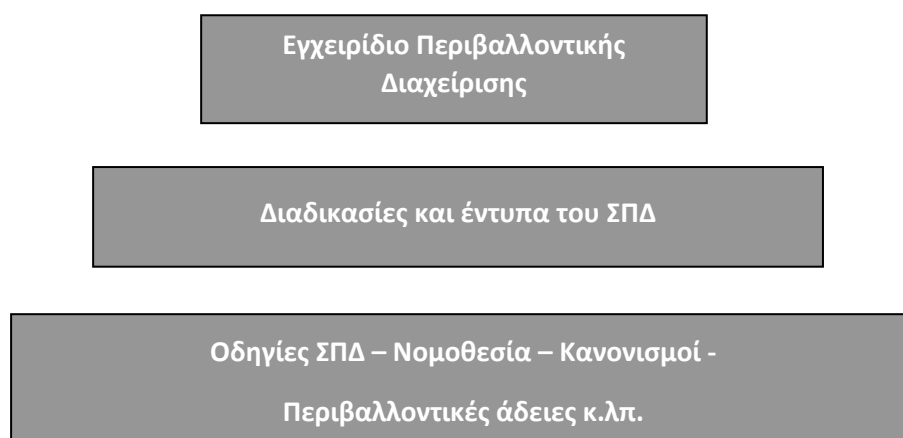 Εγχειρίδιο Περιβαλλοντικής
Διαχείρισης
Διαδικασίες και έντυπα του ΣΠΔ
Οδηγίες ΣΠΔ – Νομοθεσία – Κανονισμοί -
Περιβαλλοντικές άδειες κ.λπ.